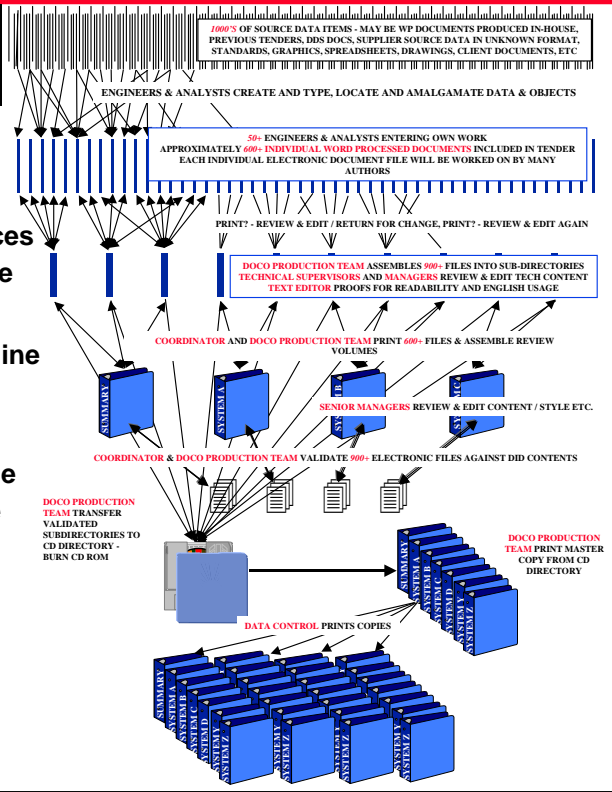 1000'S OF SOURCE DATA ITEMS - MAY BE WP DOCUMENTS PRODUCED IN-HOUSE,
PREVIOUS TENDERS, DDS DOCS, SUPPLIER SOURCE DATA IN UNKNOWN FORMAT,
STANDARDS, GRAPHICS, SPREADSHEETS, DRAWINGS, CLIENT DOCUMENTS, ETC
ENGINEERS & ANALYSTS CREATE AND TYPE, LOCATE AND AMALGAMATE DATA & OBJECTS
50+ ENGINEERS & ANALYSTS ENTERING OWN WORK
APPROXIMATELY 600+ INDIVIDUAL WORD PROCESSED DOCUMENTS INCLUDED IN TENDER
EACH INDIVIDUAL ELECTRONIC DOCUMENT FILE WILL BE WORKED ON BY MANY
AUTHORS
PRINT? - REVIEW & EDIT / RETURN FOR CHANGE, PRINT? - REVIEW & EDIT AGAIN
ces
e
DOCO PRODUCTION TEAM ASSEMBLES 900+ FILES INTO SUB-DIRECTORIES
TECHNICAL SUPERVISORS AND MANAGERS REVIEW & EDIT TECH CONTENT
TEXT EDITOR PROOFS FOR READABILITY AND ENGLISH USAGE
COORDINATOR AND DOCO PRODUCTION TEAM PRINT 600+ FILES & ASSEMBLE REVIEW
VOLUMES
ine
SUMMARY
SYSTEM A
SENIOR MANAGERS REVIEW & EDIT CONTENT / STYLE ETC.
COORDINATOR & DOCO PRODUCTION TEAM VALIDATE 900+ ELECTRONIC FILES AGAINST DID CONTENTS
e
DOCO PRODUCTION
TEAM TRANSFER
VALIDATED
SUBDIRECTORIES TO
CD DIRECTORY -
BURN CD ROM
SUMMARY
SYSTEM A
SYSTEM B
SYSTEM C
SYSTEM D
SYSTEM Y
SYSTEM Z
DOCO PRODUCTION
TEAM PRINT MASTER
COPY FROM CD
DIRECTORY
DATA CONTROL PRINTS COPIES
SUMMARY
SYSTEM A
SYSTEM B
SYSTEM C
SYSTEM D
SYSTEM Y
SYSTEM Z
SYSTEM Z
SYSTEM Z
SYSTEM Z